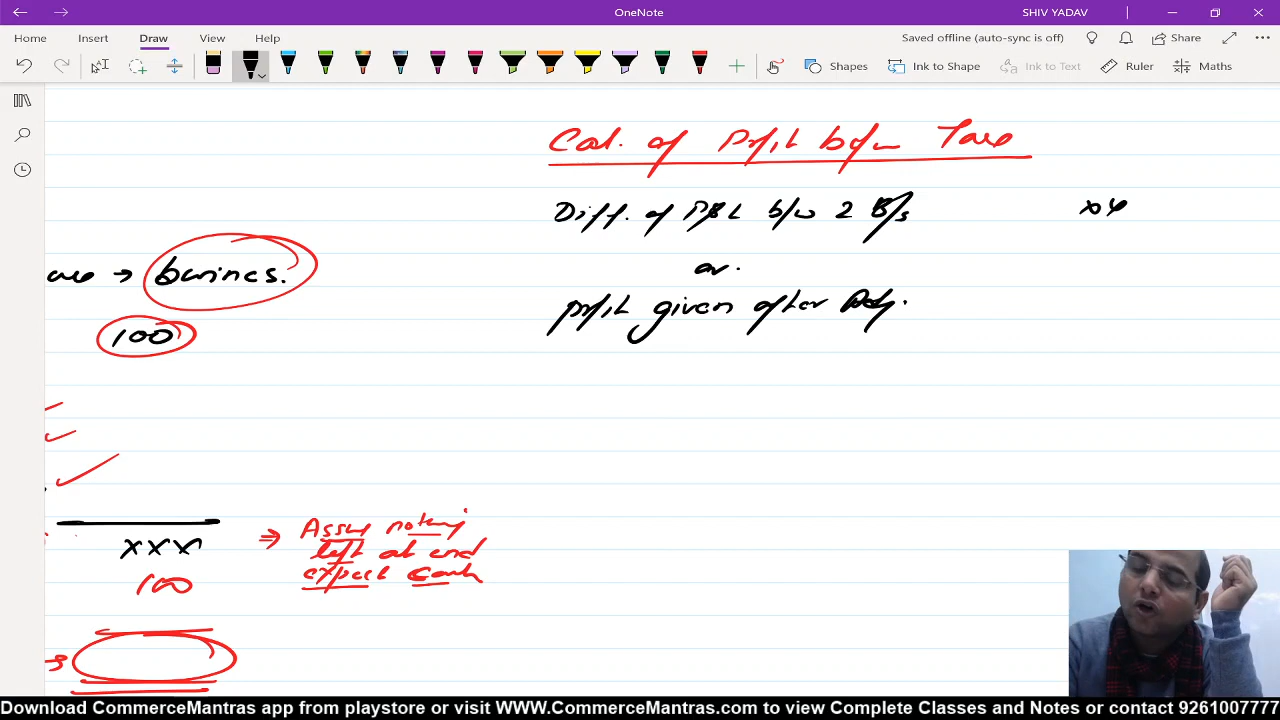 OneNote
SHIV YADAV
Home Insert Draw View Help
Saved offline (auto-sync is off)
Share
Shapes
Ink to Shape
Ink to Text
Ruler
Maths
Cal. of Profit before Tax
Diff. of P&L b/w 2 B/s
or.
profit given after Adj.
→ busines.
100
xxx
100
⇒ Assu
left at end
except Cash
Download CommerceMantras app from playstore or visit WWW.CommerceMantras.com to view Complete Classes and Notes or contact 9261007777